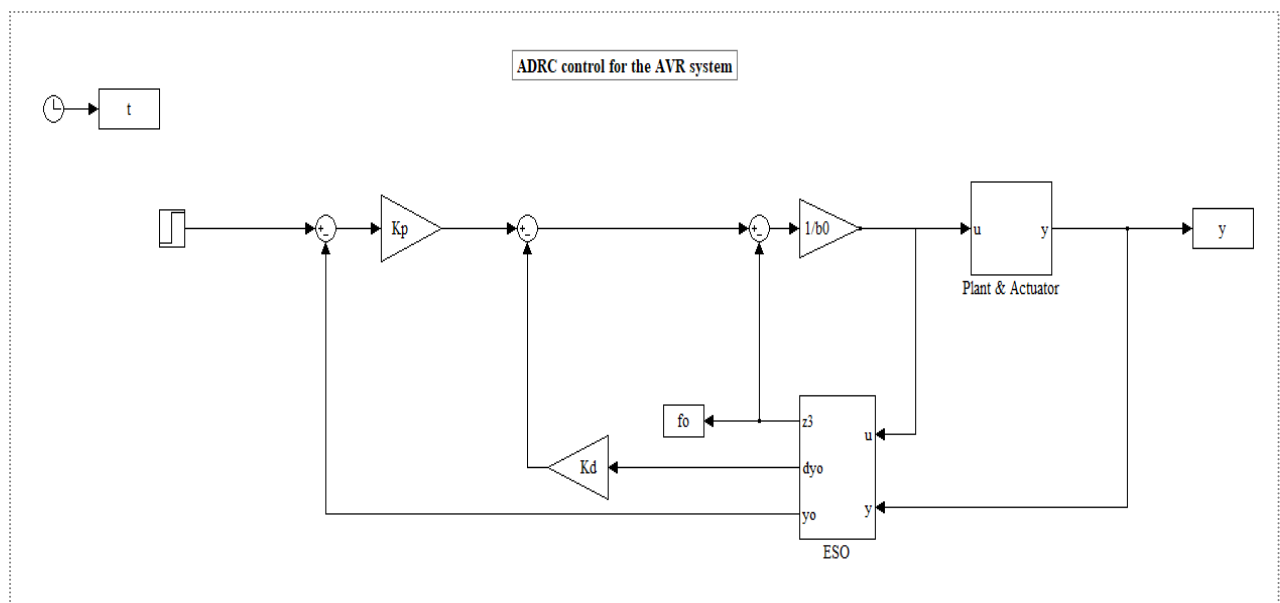 ADRC control for the AVR system
t
+
-
Kp
+
-
+
-
1/b0
u
y
Plant & Actuator
y
fo
z3
u
Kd
dyo
yo
y
ESO